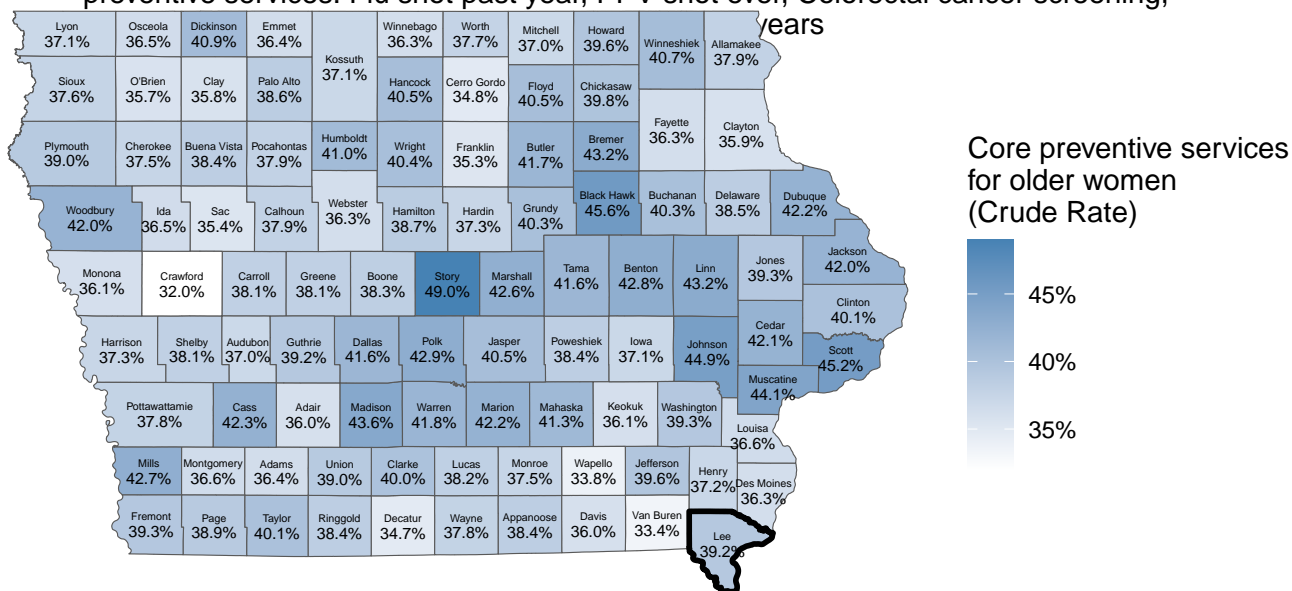 preventive services: Flu shot past year, PPV shot ever, Colorectal cancer screening,
years
Lyon
37.1%
Osceola
36.5%
Dickinson
40.9%
Emmet
36.4%
Kossuth
37.1%
Winnebago
36.3%
Worth
37.7%
Mitchell
37.0%
Howard
39.6%
Winneshiek
40.7%
Allamakee
37.9%
Sioux
37.6%
O'Brien
35.7%
Clay
35.8%
Palo Alto
38.6%
Hancock
40.5%
Cerro Gordo
34.8%
Floyd
40.5%
Chickasaw
39.8%
Fayette
36.3%
Clayton
35.9%
Plymouth
39.0%
Cherokee
37.5%
Buena Vista
38.4%
Pocahontas
37.9%
Humboldt
41.0%
Wright
40.4%
Franklin
35.3%
Butler
41.7%
Bremer
43.2%
Woodbury
42.0%
Ida
36.5%
Sac
35.4%
Calhoun
37.9%
Webster
36.3%
Hamilton
38.7%
Hardin
37.3%
Grundy
40.3%
Black Hawk
45.6%
Buchanan
40.3%
Delaware
38.5%
Dubuque
42.2%
Monona
36.1%
Crawford
32.0%
Carroll
38.1%
Greene
38.1%
Boone
38.3%
Story
49.0%
Marshall
42.6%
Tama
41.6%
Benton
42.8%
Linn
43.2%
Jones
39.3%
Jackson
42.0%
Clinton
40.1%
Harrison
37.3%
Shelby
38.1%
Audubon
37.0%
Guthrie
39.2%
Dallas
41.6%
Polk
42.9%
Jasper
40.5%
Poweshiek
38.4%
Iowa
37.1%
Johnson
44.9%
Cedar
42.1%
Scott
45.2%
Muscatine
44.1%
Pottawattamie
37.8%
Cass
42.3%
Adair
36.0%
Madison
43.6%
Warren
41.8%
Marion
42.2%
Mahaska
41.3%
Keokuk
36.1%
Washington
39.3%
Louisa
36.6%
Mills
42.7%
Montgomery
36.6%
Adams
36.4%
Union
39.0%
Clarke
40.0%
Lucas
38.2%
Monroe
37.5%
Wapello
33.8%
Jefferson
39.6%
Henry
37.2%
Des Moines
36.3%
Fremont
39.3%
Page
38.9%
Taylor
40.1%
Ringgold
38.4%
Decatur
34.7%
Wayne
37.8%
Appanoose
38.4%
Davis
36.0%
Van Buren
33.4%
Lee
39.2%
Core preventive services
for older women
(Crude Rate)
45%
40%
35%